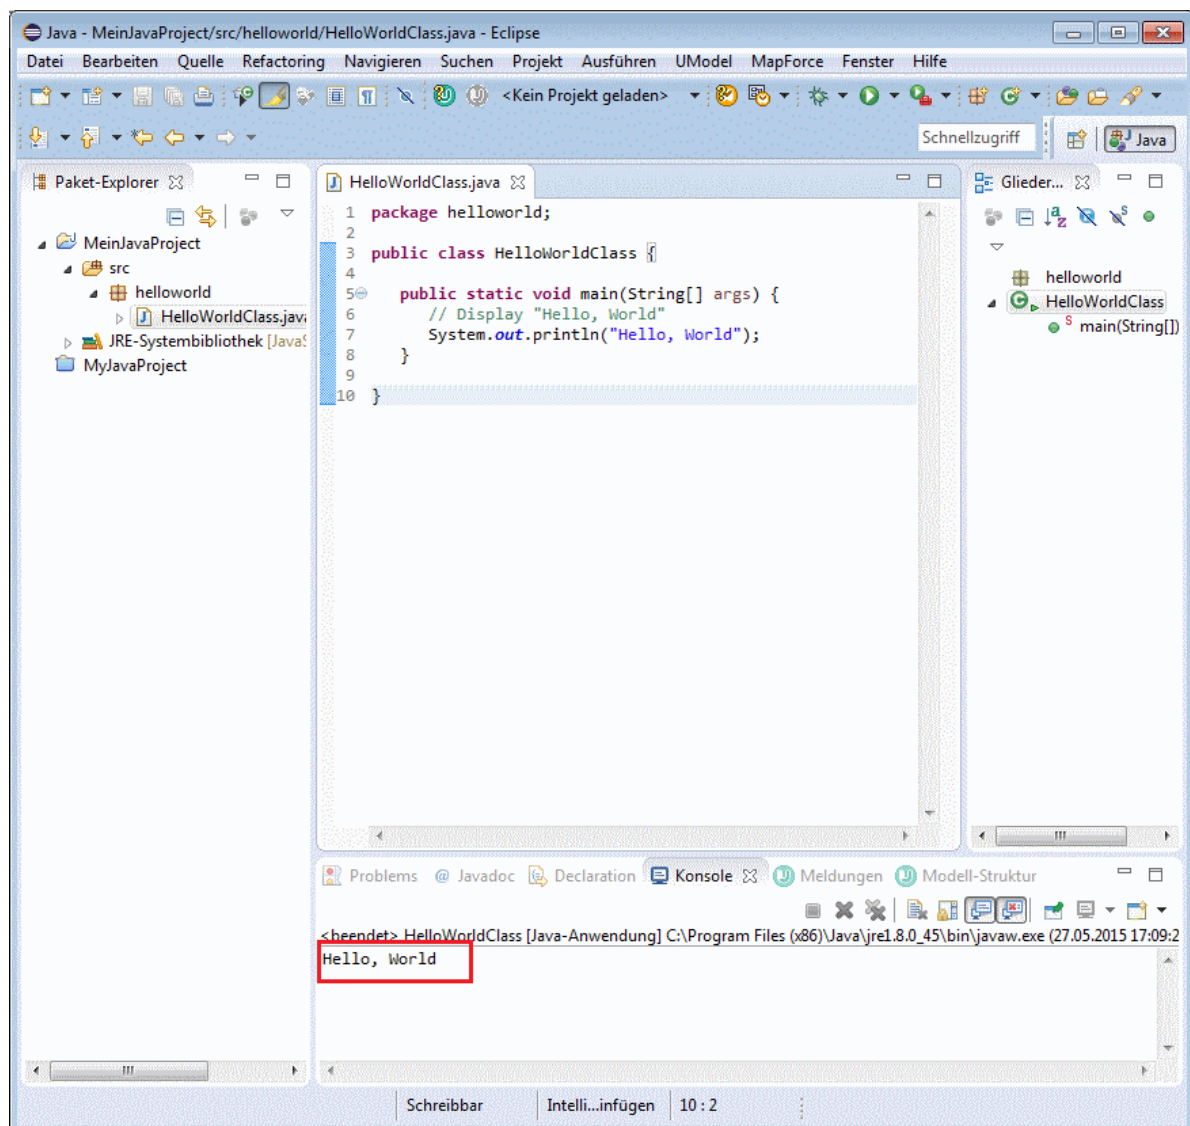 Java - MeinJavaProject/src/helloworld/HelloWorldClass.java - Eclipse
Datei Bearbeiten Quelle Refactoring Navigieren Suchen Projekt Ausführen UModel MapForce Fenster Hilfe
<Kein Projekt geladen>
Schnellzugriff
Java
Paket-Explorer
MeinJavaProject
src
helloworld
HelloWorldClass.java
JRE-Systembibliothek [JavaS
MyJavaProject
HelloWorldClass.java
1 package helloworld;
2
3 public class HelloWorldClass {
4
5 public static void main(String[] args) {
6 // Display "Hello, World"
7 System.out.println("Hello, World");
8 }
9
10 }
Glieder...
helloworld
HelloWorldClass
S main(String[])
Problems @ Javadoc Declaration Konsole Meldungen Modell-Struktur
<beendet> HelloWorldClass [Java-Anwendung] C:\Program Files (x86)\Java\jre1.8.0_45\bin\javaw.exe (27.05.2015 17:09:2
Hello, World
Schreibbar Intelli...infügen 10 : 2